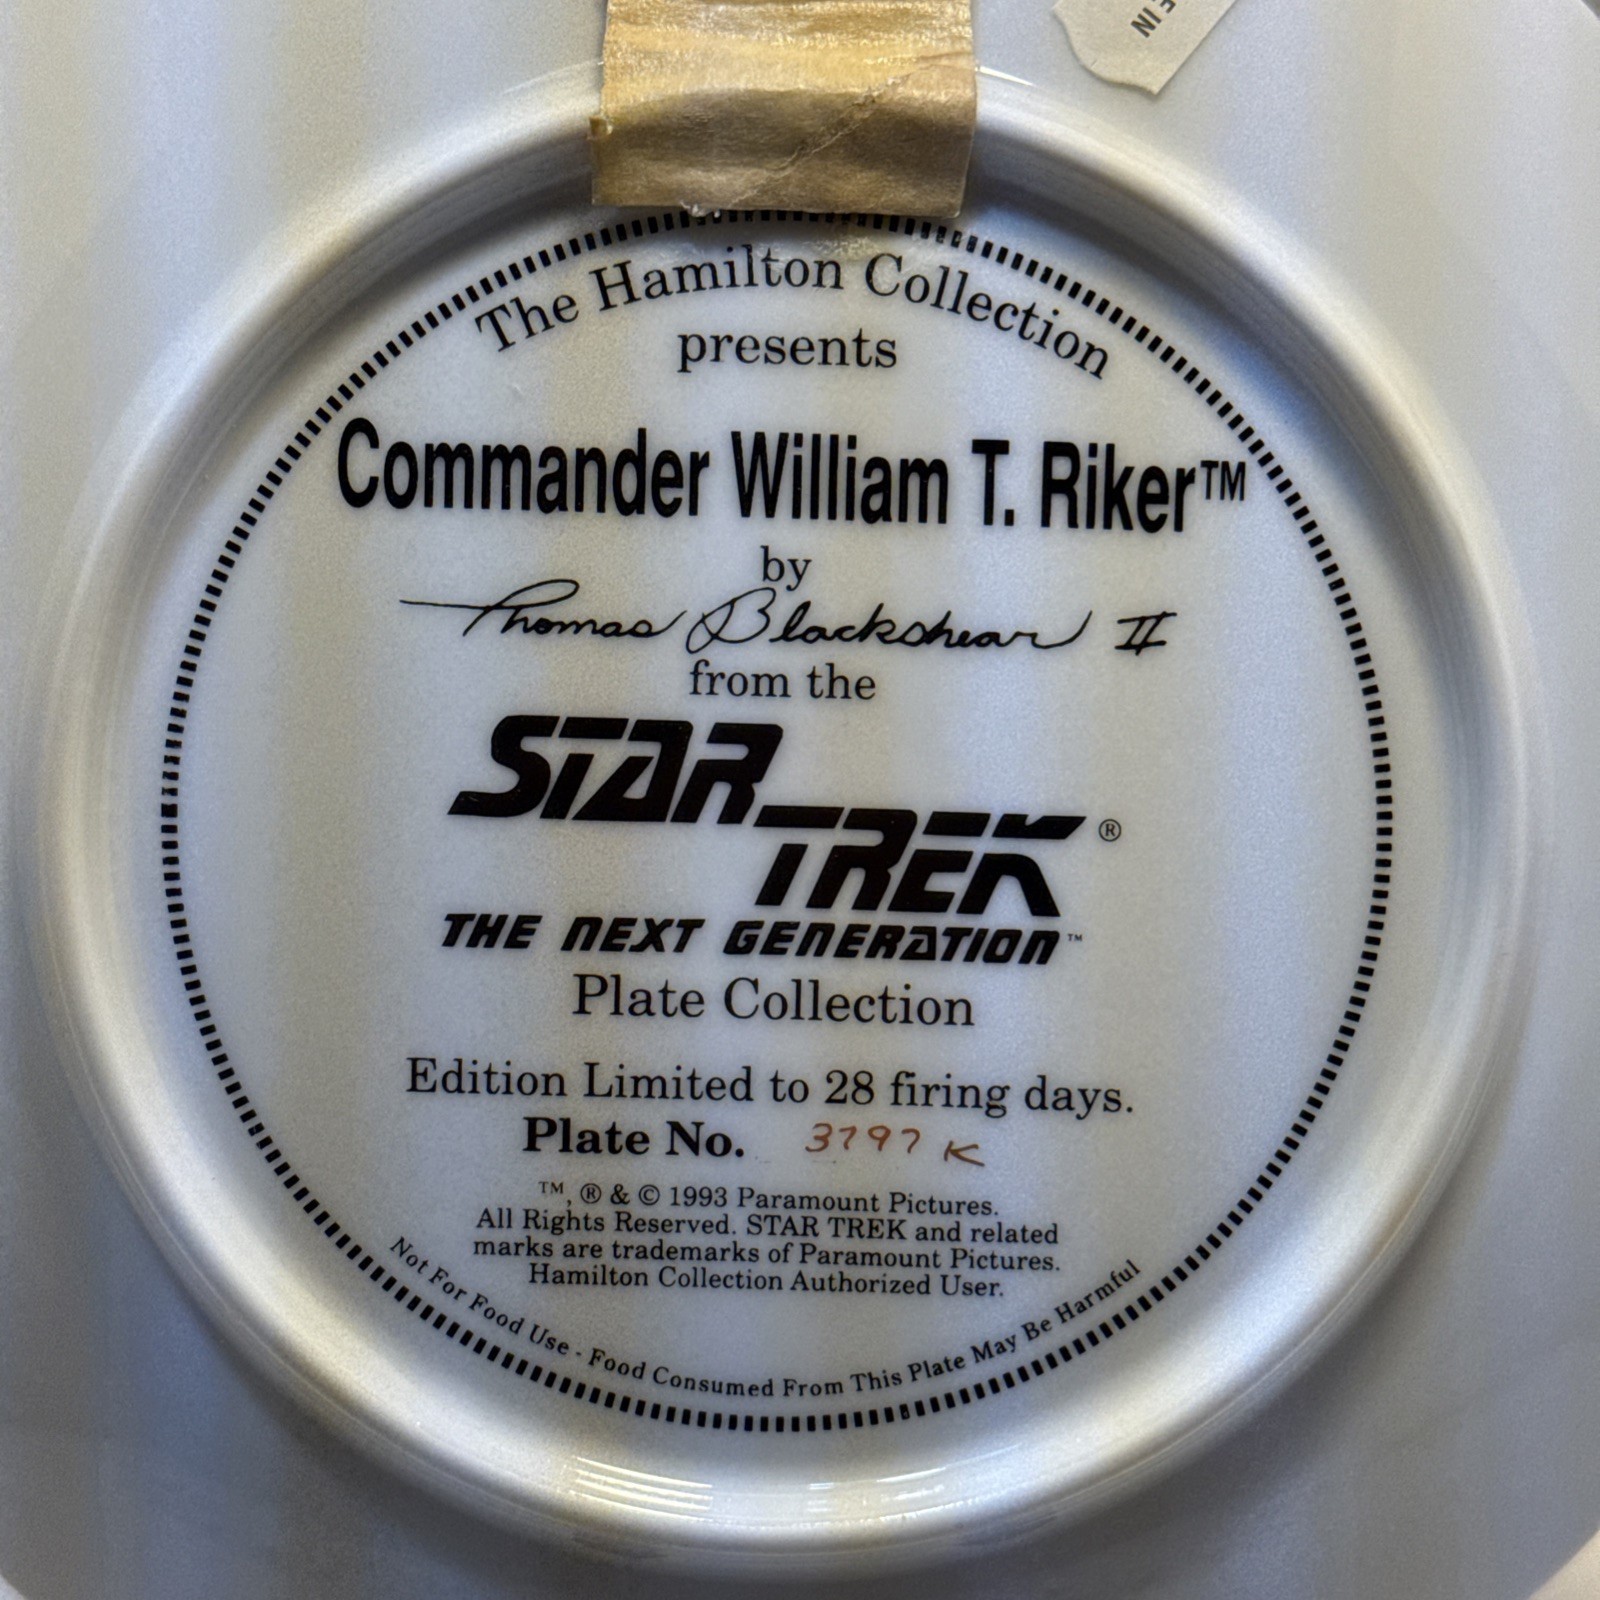 E IN
The Hamilton Collection
presents
Commander William T. Riker™
by
Thomas Blackshear II
from the
STAR
TREK®
THE NEXT GENERATION™
Plate Collection
Edition Limited to 28 firing days.
Plate No. 3797 K
™, ® & © 1993 Paramount Pictures.
All Rights Reserved. STAR TREK and related
marks are trademarks of Paramount Pictures.
Hamilton Collection Authorized User.
Not For Food Use - Food Consumed From This Plate May Be Harmful